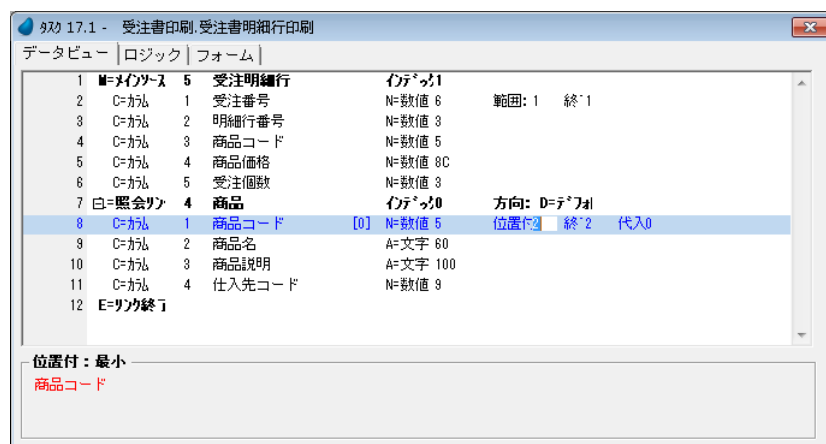 ﾀｽｸ 17.1 - 受注書印刷.受注書明細行印刷
データビュー ロジック フォーム
1 M=ﾒｲﾝｿｰｽ 5 受注明細行 ｲﾝﾃﾞｯｸ1
2 C=ｶﾗﾑ 1 受注番号 N=数値 6 範囲: 1 終 1
3 C=ｶﾗﾑ 2 明細行番号 N=数値 3
4 C=ｶﾗﾑ 3 商品コード N=数値 5
5 C=ｶﾗﾑ 4 商品価格 N=数値 8C
6 C=ｶﾗﾑ 5 受注個数 N=数値 3
7 =照会ﾘﾝ 4 商品 ｲﾝﾃﾞｯｸ0 方向: D=ﾃﾞﾌｫﾙ
8 C=ｶﾗﾑ 1 商品コード [0] N=数値 5 位置付2 終 2 代入0
9 C=ｶﾗﾑ 2 商品名 A=文字 60
10 C=ｶﾗﾑ 3 商品説明 A=文字 100
11 C=ｶﾗﾑ 4 仕入先コード N=数値 9
12 E=ﾘﾝｸ終了
位置付：最小
商品コード